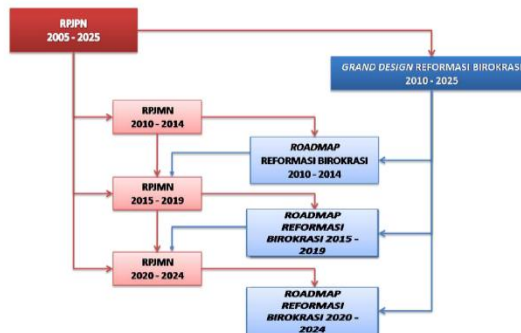 RPJPN
2005 - 2025
GRAND DESIGN REFORMASI BIROKRASI
2010 - 2025
RPJMN
2010 - 2014
ROADMAP
REFORMASI BIROKRASI
2010 - 2014
RPJMN
2015 - 2019
ROADMAP
REFORMASI
BIROKRASI 2015 -
2019
RPJMN
2020 - 2024
ROADMAP
REFORMASI
BIROKRASI 2020 -
2024